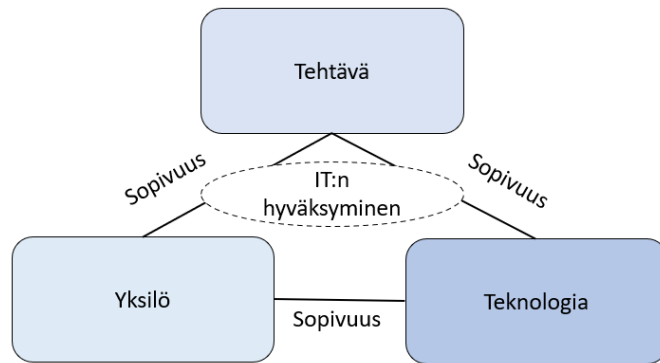 Tehtävä
Sopivuus
Sopivuus
IT:n
hyväksyminen
Yksilö
Sopivuus
Teknologia